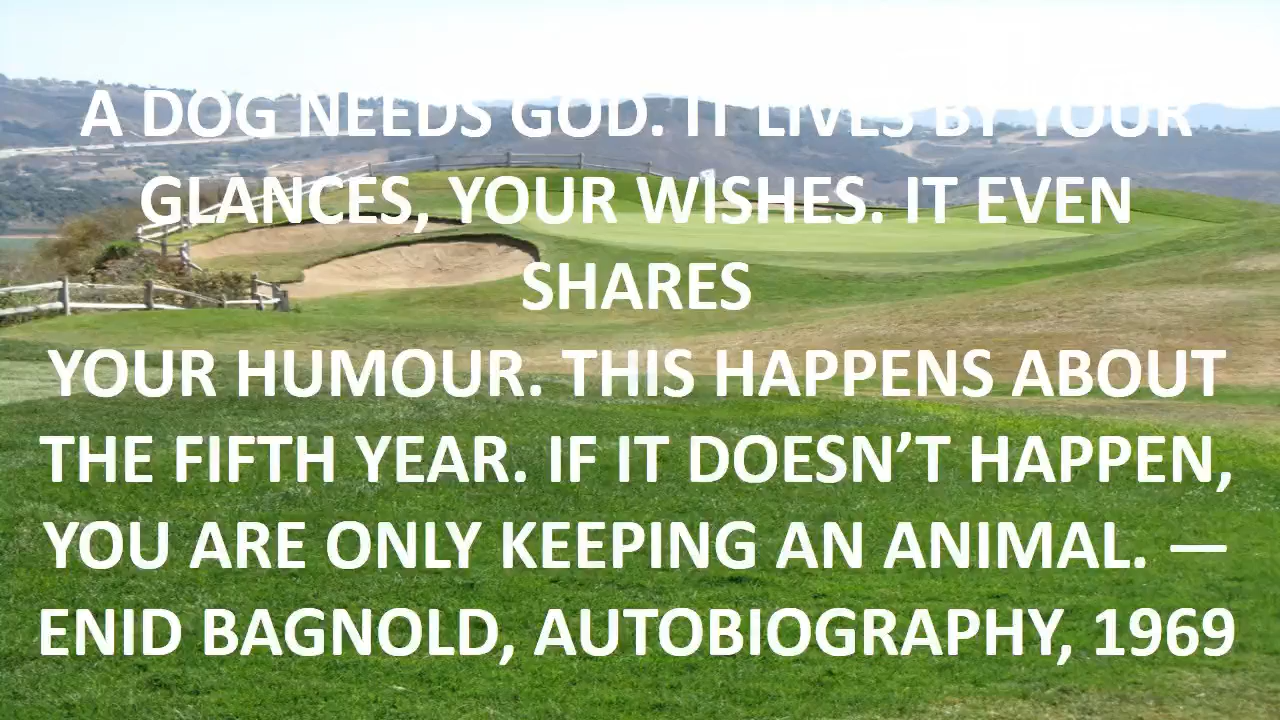 A DOG NEEDS GOD. IT LIVES BY YOUR
GLANCES, YOUR WISHES. IT EVEN
SHARES
YOUR HUMOUR. THIS HAPPENS ABOUT
THE FIFTH YEAR. IF IT DOESN’T HAPPEN,
YOU ARE ONLY KEEPING AN ANIMAL. —
ENID BAGNOLD, AUTOBIOGRAPHY, 1969